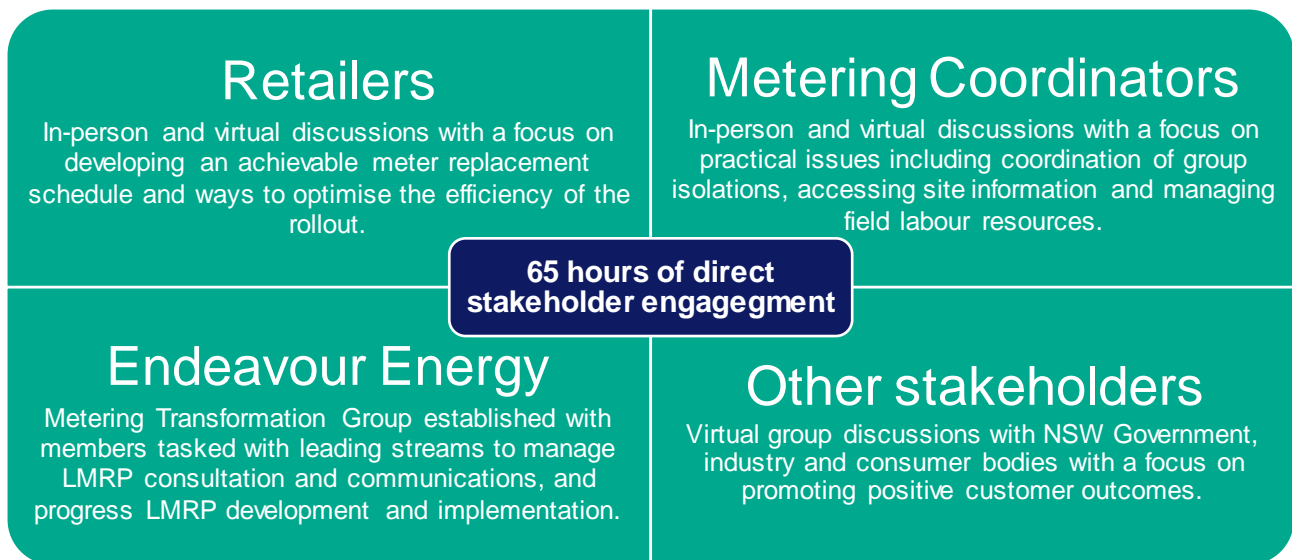 Retailers
In-person and virtual discussions with a focus on
developing an achievable meter replacement
schedule and ways to optimise the efficiency of the
rollout.
Metering Coordinators
In-person and virtual discussions with a focus on
practical issues including coordination of group
isolations, accessing site information and managing
field labour resources.
65 hours of direct
stakeholder engagegment
Endeavour Energy
Metering Transformation Group established with
members tasked with leading streams to manage
LMRP consultation and communications, and
progress LMRP development and implementation.
Other stakeholders
Virtual group discussions with NSW Government,
industry and consumer bodies with a focus on
promoting positive customer outcomes.